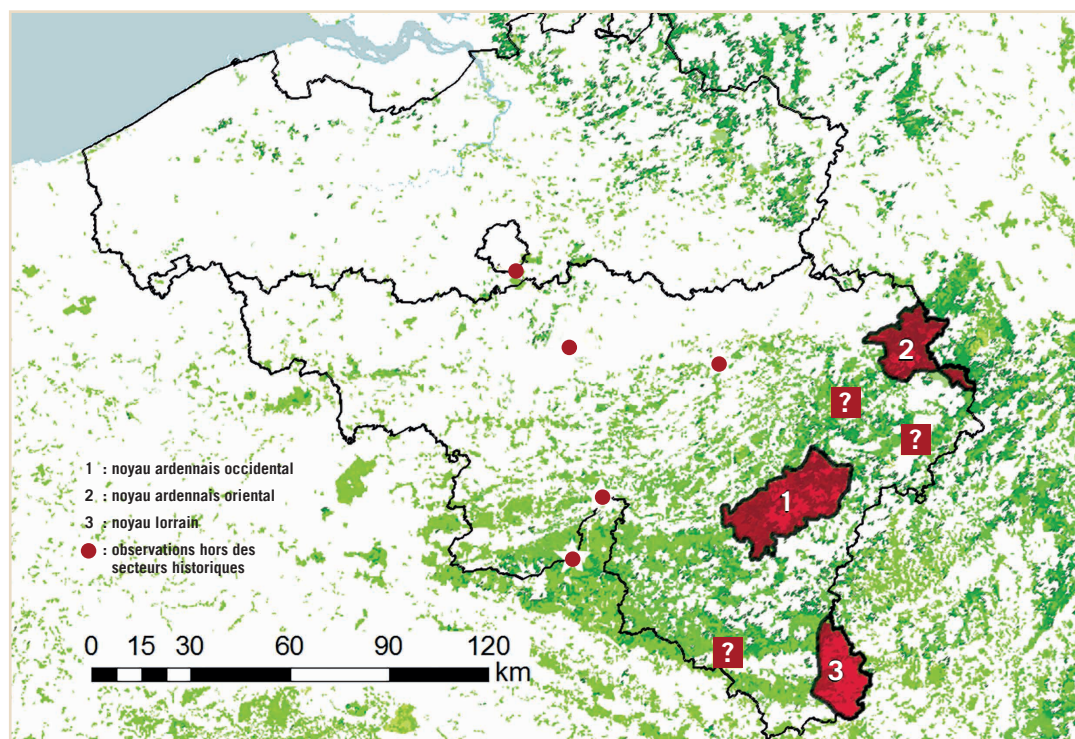 2
?
?
1 : noyau ardennais occidental
2 : noyau ardennais oriental
3 : noyau lorrain
: observations hors des
secteurs historiques
1
?
3
0 15 30 60 90 120
km